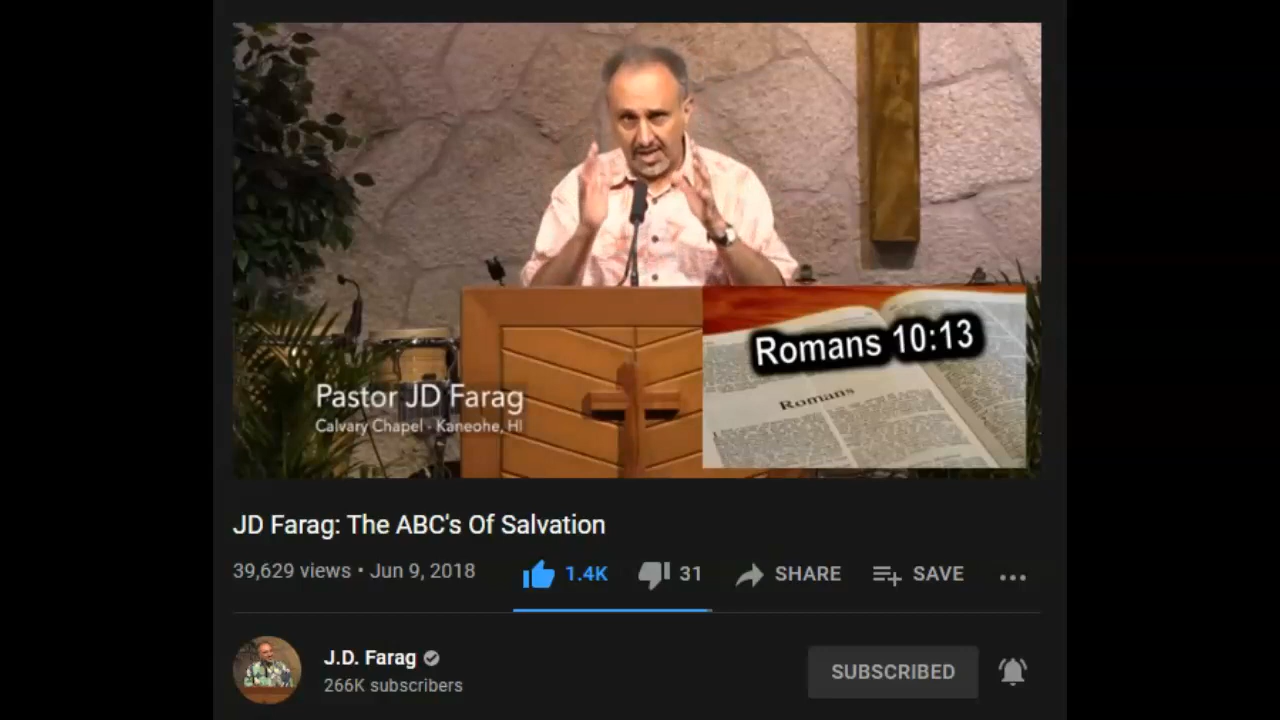 Romans 10:13
Romans
Pastor JD Farag
Calvary Chapel · Kaneohe, HI
JD Farag: The ABC's Of Salvation
39,629 views • Jun 9, 2018
1.4K
31
SHARE
SAVE
J.D. Farag
266K subscribers
SUBSCRIBED